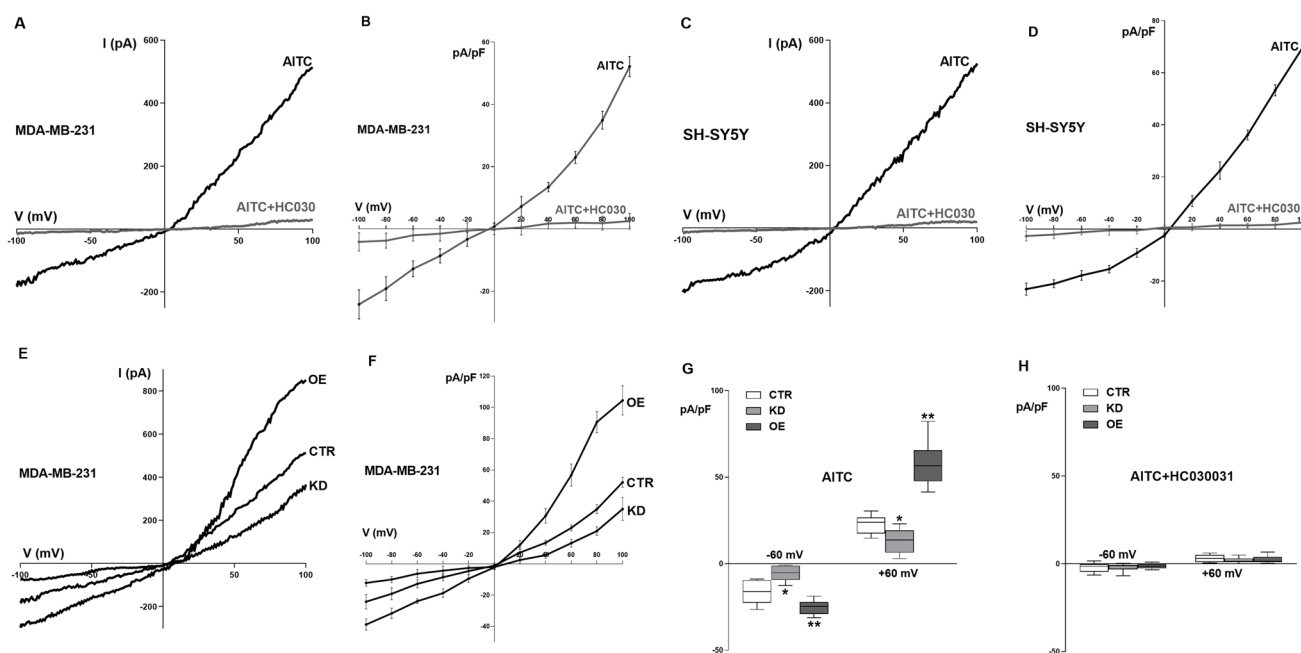 A
I (pA)
600
400
200
-200
AITC
MDA-MB-231
V (mV)
-100
-50
50
100
AITC+HC030
B
pA/pF
60
40
20
-20
AITC
MDA-MB-231
AITC+HC030
V (mV)
-100 -80 -60 -40 -20 0 20 40 60 80 100
C
I (pA)
600
400
200
-200
AITC
SH-SY5Y
V (mV)
-100
-50
50
100
AITC+HC030
D
pA/pF
80
60
40
20
-20
AITC
SH-SY5Y
AITC+HC030
V (mV)
-100 -80 -60 -40 -20 0 20 40 60 80 100
E
I (pA)
800
600
400
200
-200
OE
CTR
KD
MDA-MB-231
V (mV)
-100
-50
50
100
F
pA/pF
120
100
80
60
40
20
-20
-40
OE
CTR
KD
MDA-MB-231
V (mV)
-100 -80 -60 -40 -20 0 20 40 60 80 100
G
pA/pF
CTR
KD
OE
100
50
0
-50
AITC
**
*
-60 mV
+60 mV
*
**
H
pA/pF
CTR
KD
OE
100
50
0
-50
AITC+HC030031
-60 mV
+60 mV